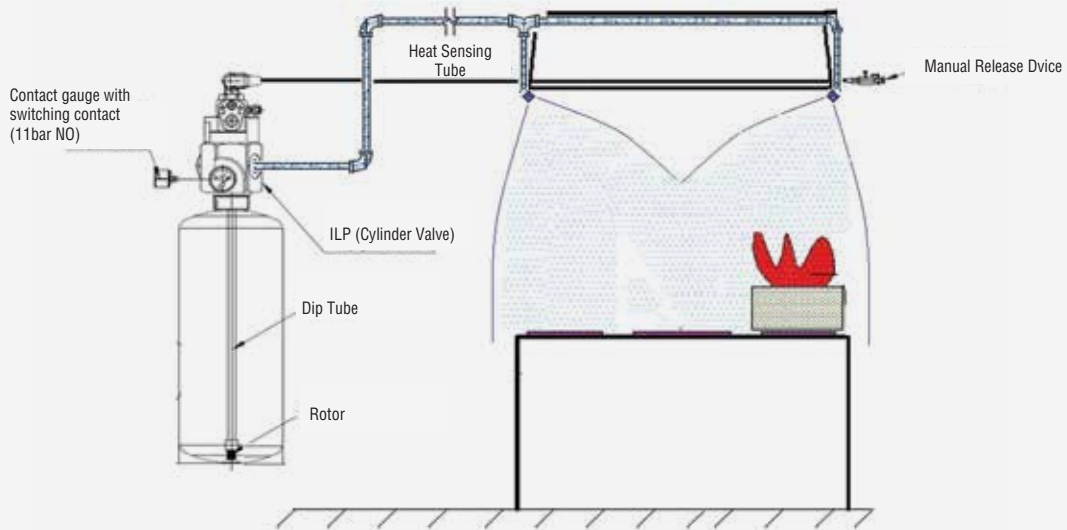 Heat Sensing
Tube
Manual Release Dvice
Contact gauge with
switching contact
(11bar NO)
ILP (Cylinder Valve)
Dip Tube
Rotor